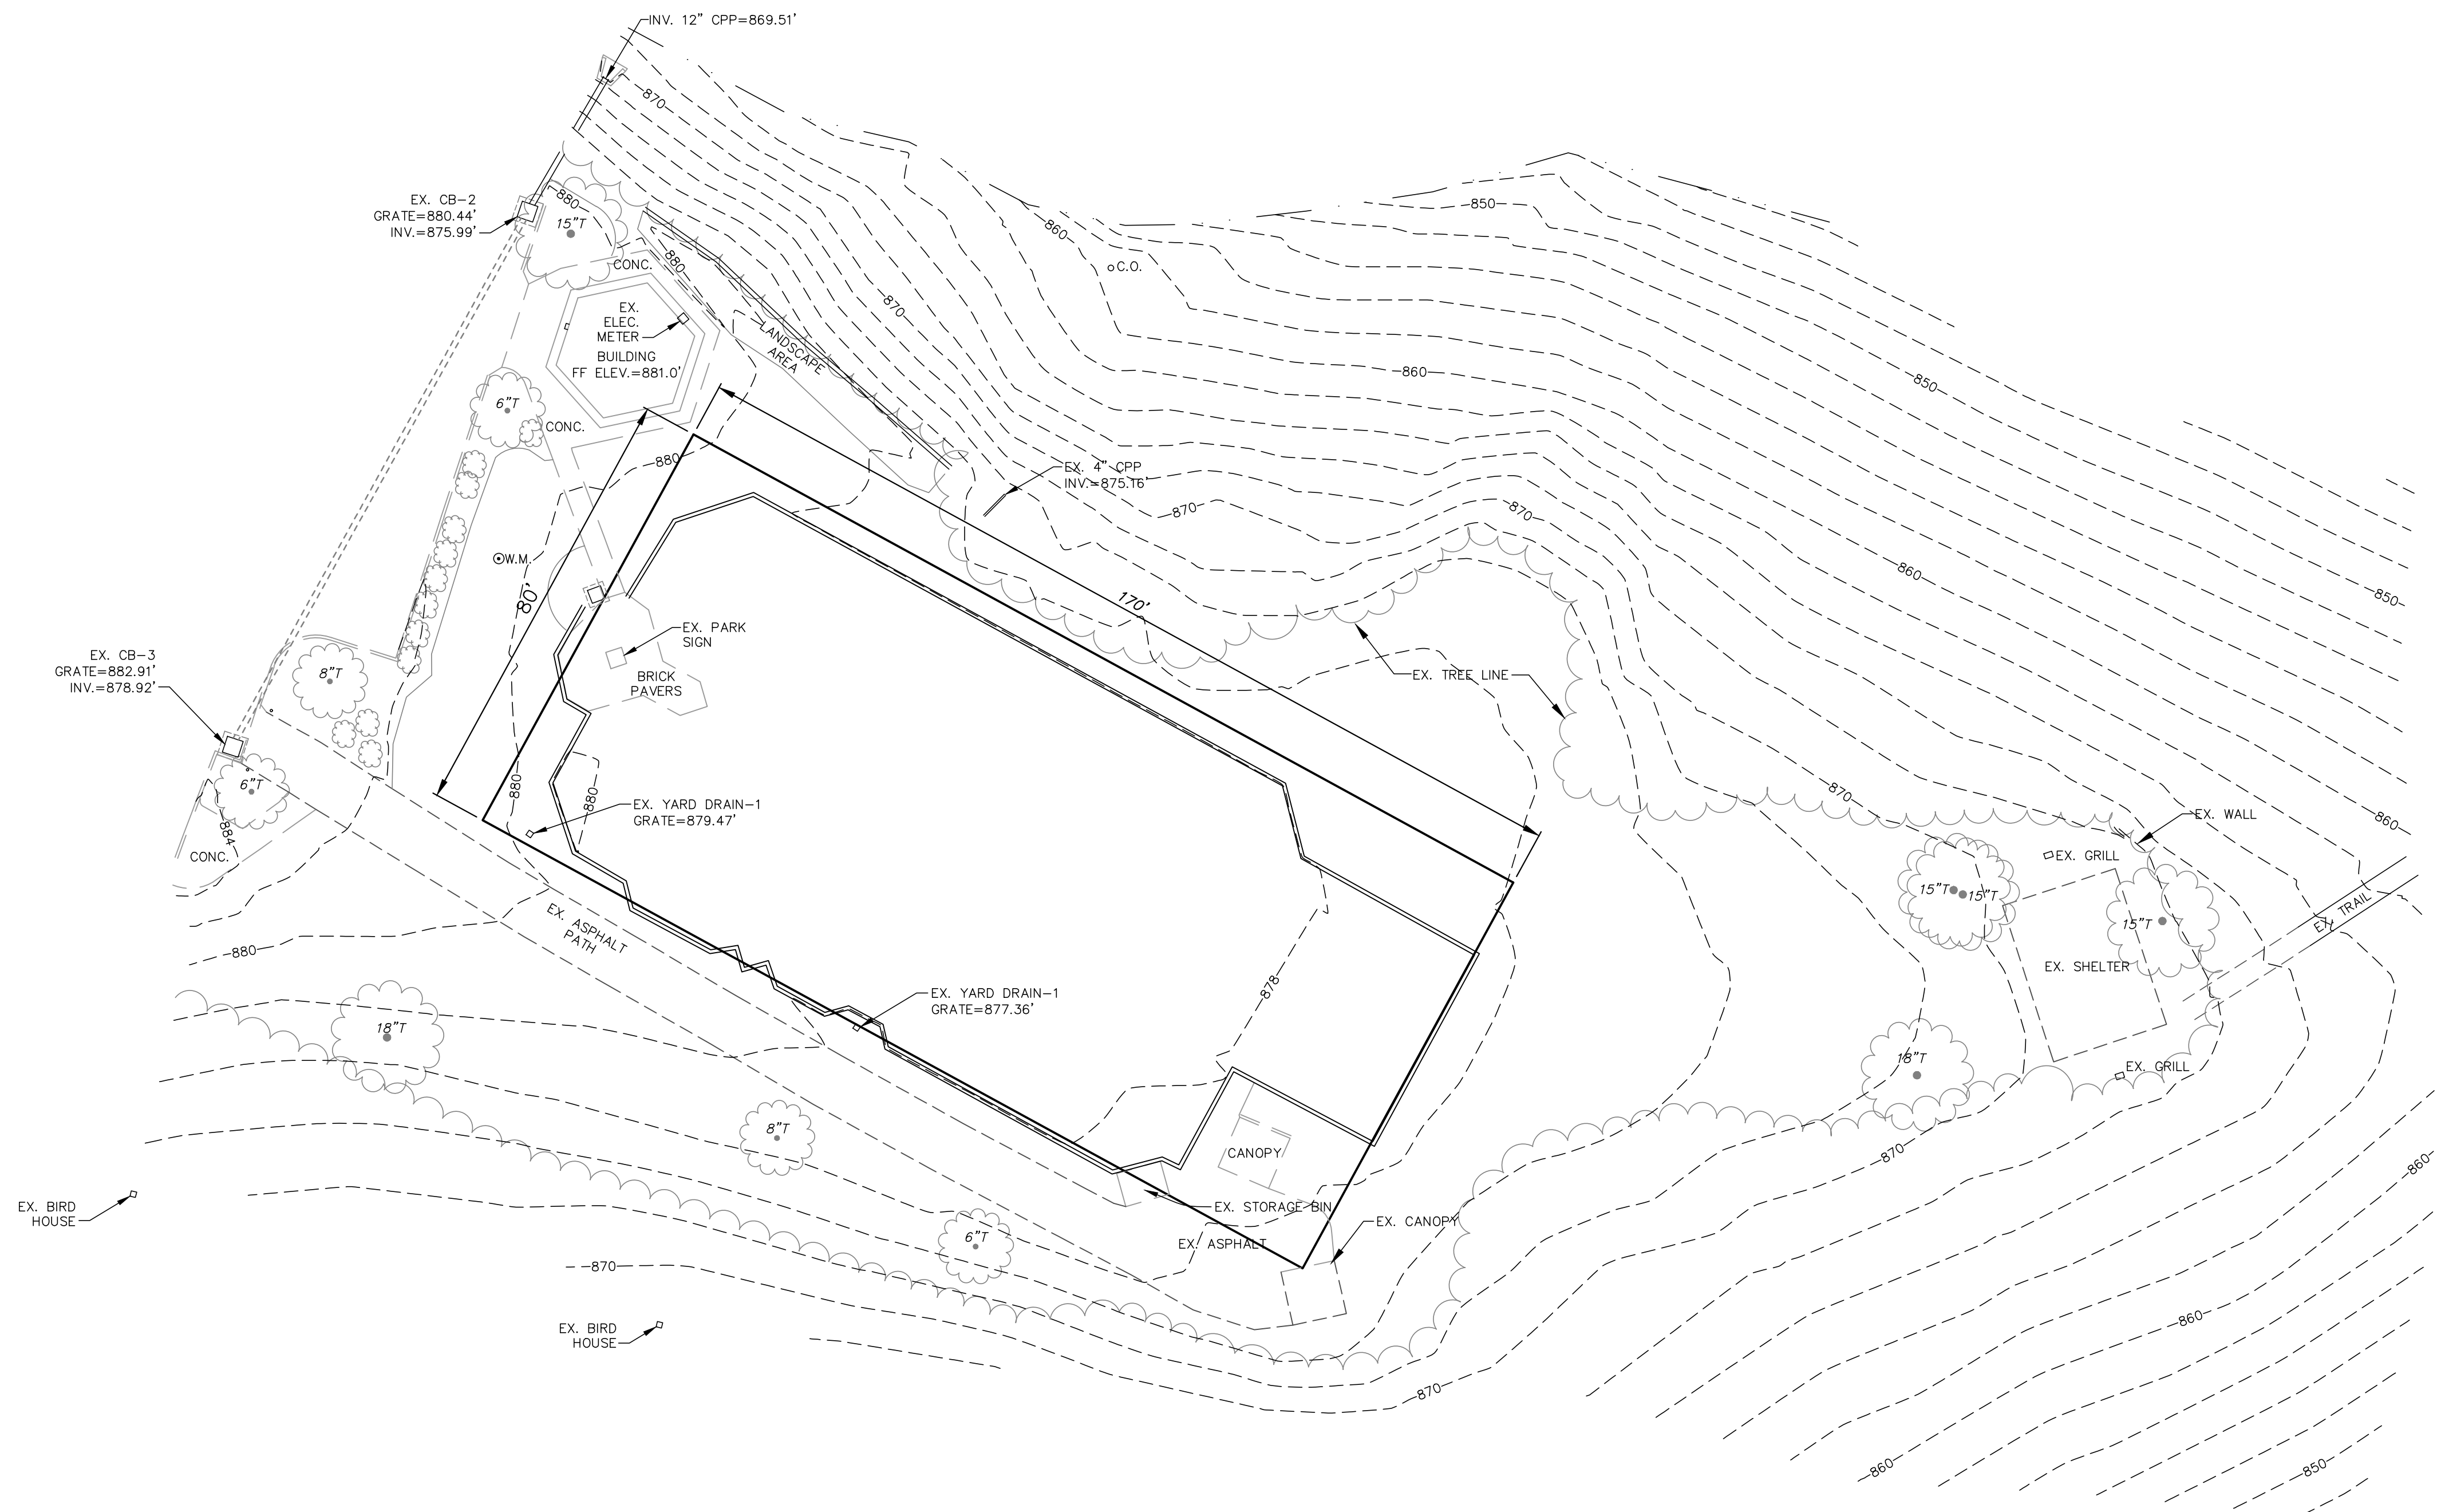 INV. 12" CPP=869.51'
870
EX. CB-2
GRATE=880.44'
INV.=875.99'
880
15"T
CONC.
880
850
860
C.O.
EX.
ELEC.
METER
BUILDING
FF ELEV.=881.0'
870
LANDSCAPE
AREA
860
850
6"T
CONC.
880
EX. 4" CPP
INV.=875.16'
870
870
W.M.
860
850
80'
170'
EX. PARK
SIGN
BRICK
PAVERS
EX. CB-3
GRATE=882.91'
INV.=878.92'
8"T
EX. TREE LINE
6"T
880
880
EX. YARD DRAIN-1
GRATE=879.47'
870
860
EX. WALL
884
CONC.
EX. GRILL
15"T
15"T
15"T
EX. TRAIL
EX. ASPHALT
PATH
880
EX. SHELTER
878
EX. YARD DRAIN-1
GRATE=877.36'
18"T
18"T
EX. GRILL
8"T
CANOPY
870
860
EX. BIRD
HOUSE
EX. STORAGE BIN
EX. CANOPY
6"T
EX. ASPHALT
870
EX. BIRD
HOUSE
860
870
860
850